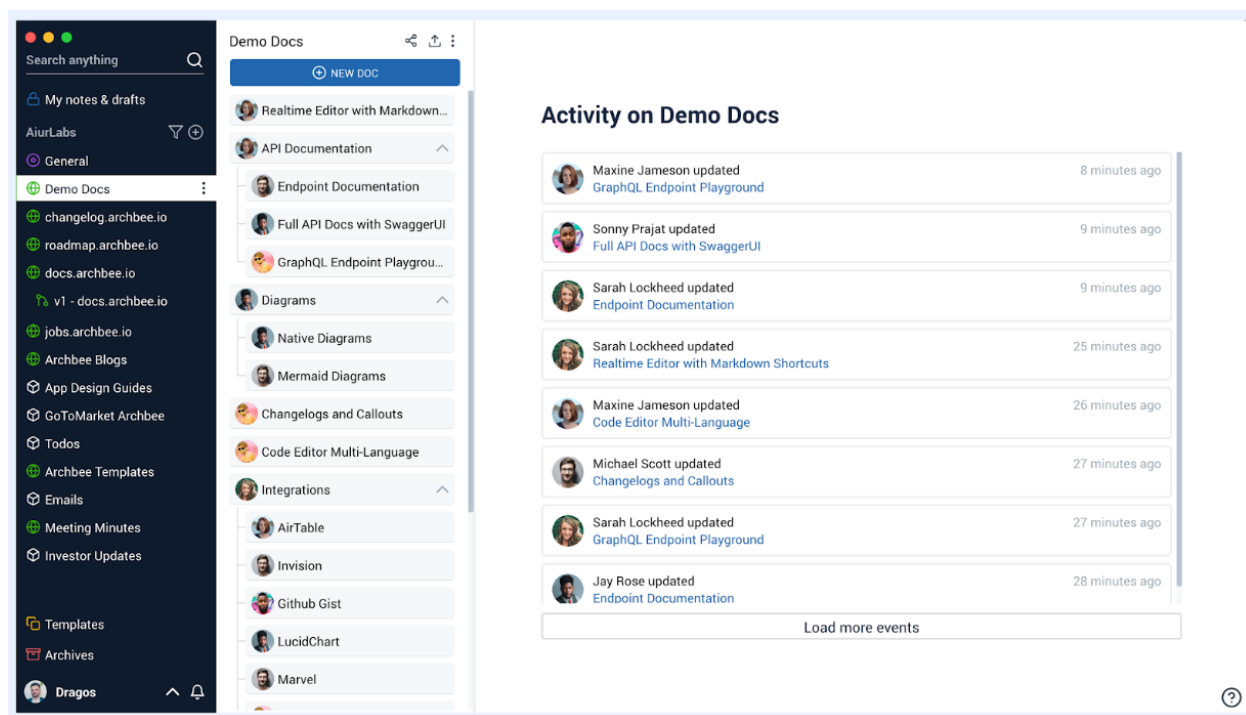 Search anything
My notes & drafts
AiurLabs
General
Demo Docs
changelog.archbee.io
roadmap.archbee.io
docs.archbee.io
v1 - docs.archbee.io
jobs.archbee.io
Archbee Blogs
App Design Guides
GoToMarket Archbee
Todos
Archbee Templates
Emails
Meeting Minutes
Investor Updates
Templates
Archives
Dragos
Demo Docs
NEW DOC
Realtime Editor with Markdown...
API Documentation
Endpoint Documentation
Full API Docs with SwaggerUI
GraphQL Endpoint Playgrou...
Diagrams
Native Diagrams
Mermaid Diagrams
Changelogs and Callouts
Code Editor Multi-Language
Integrations
AirTable
Invision
Github Gist
LucidChart
Marvel
Activity on Demo Docs
Maxine Jameson updated 8 minutes ago
GraphQL Endpoint Playground
Sonny Prajat updated 9 minutes ago
Full API Docs with SwaggerUI
Sarah Lockheed updated 9 minutes ago
Endpoint Documentation
Sarah Lockheed updated 25 minutes ago
Realtime Editor with Markdown Shortcuts
Maxine Jameson updated 26 minutes ago
Code Editor Multi-Language
Michael Scott updated 27 minutes ago
Changelogs and Callouts
Sarah Lockheed updated 27 minutes ago
GraphQL Endpoint Playground
Jay Rose updated 28 minutes ago
Endpoint Documentation
Load more events